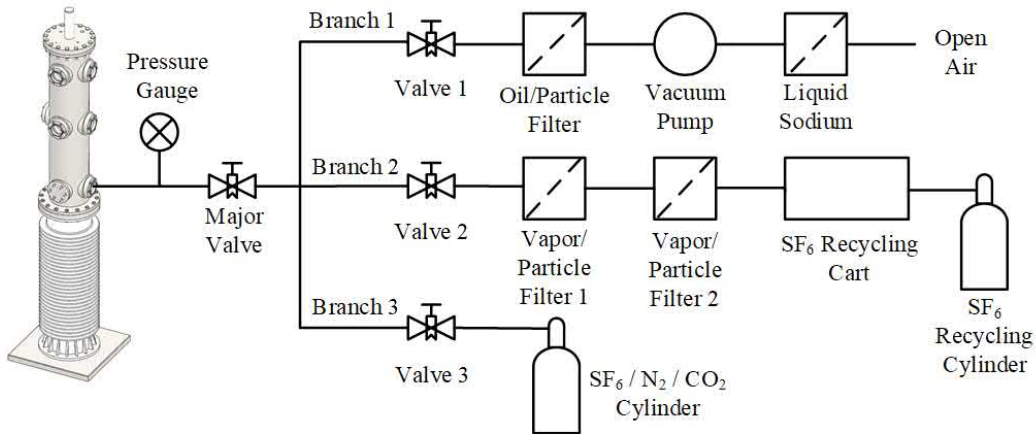 Branch 1
Valve 1
Oil/Particle
Filter
Vacuum
Pump
Liquid
Sodium
Open
Air
Pressure
Gauge
Major
Valve
Branch 2
Valve 2
Vapor/
Particle
Filter 1
Vapor/
Particle
Filter 2
SF₆ Recycling
Cart
SF₆
Recycling
Cylinder
Branch 3
Valve 3
SF₆ / N₂ / CO₂
Cylinder